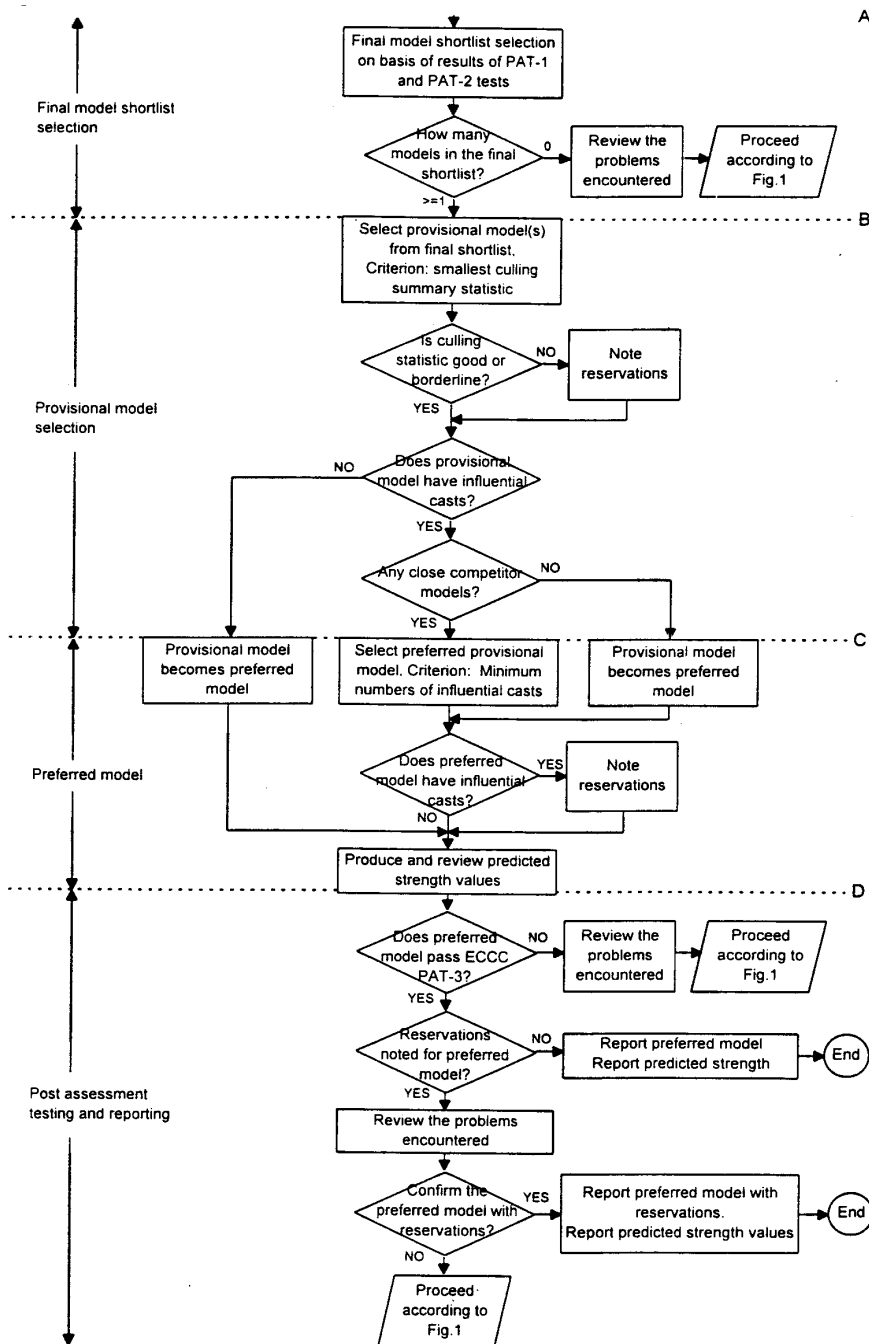 A
Final model shortlist selection
on basis of results of PAT-1
and PAT-2 tests
Final model shortlist
selection
How many
models in the final
shortlist?
0
Review the
problems
encountered
Proceed
according to
Fig.1
>=1
B
Select provisional model(s)
from final shortlist.
Criterion: smallest culling
summary statistic
Is culling
statistic good or
borderline?
NO
Note
reservations
YES
Provisional model
selection
Does provisional
model have influential
casts?
NO
YES
Any close competitor
models?
NO
YES
C
Provisional model
becomes preferred
model
Select preferred provisional
model. Criterion: Minimum
numbers of influential casts
Provisional model
becomes preferred
model
Preferred model
Does preferred
model have influential
casts?
YES
Note
reservations
NO
Produce and review predicted
strength values
D
Does preferred
model pass ECCC
PAT-3?
NO
Review the
problems
encountered
Proceed
according to
Fig.1
YES
Reservations
noted for preferred
model?
NO
Report preferred model
Report predicted strength
End
YES
Post assessment
testing and reporting
Review the problems
encountered
Confirm the
preferred model with
reservations?
YES
Report preferred model with
reservations.
Report predicted strength values
End
NO
Proceed
according to
Fig.1